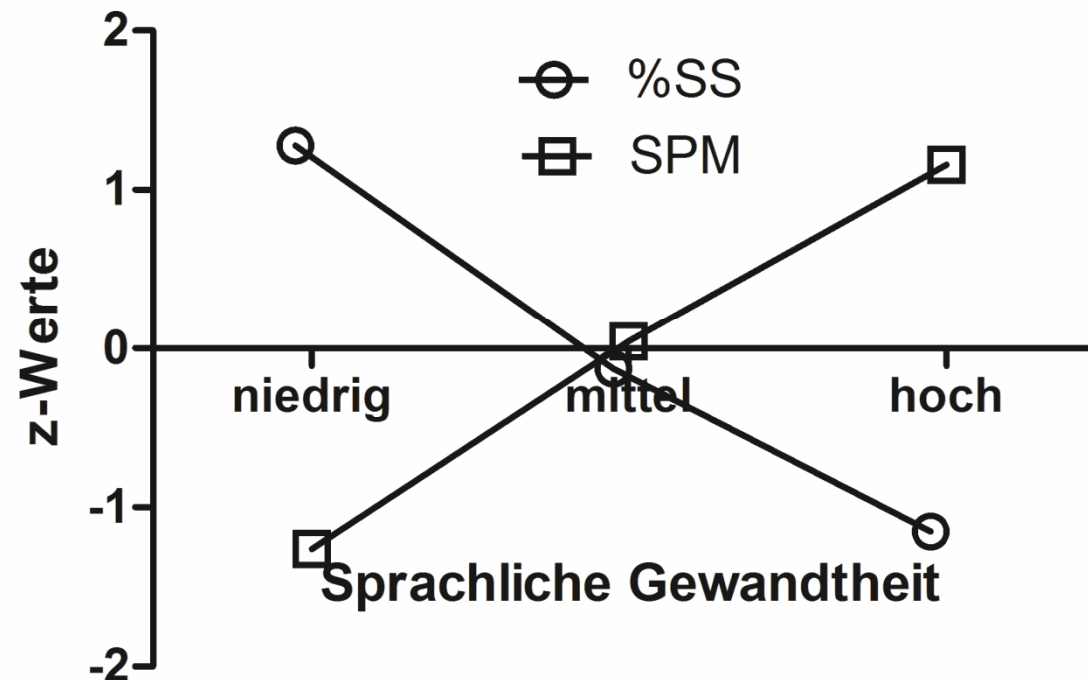 2
%SS
SPM
1
z-Werte
0
niedrig mittel hoch
-1
Sprachliche Gewandtheit
-2